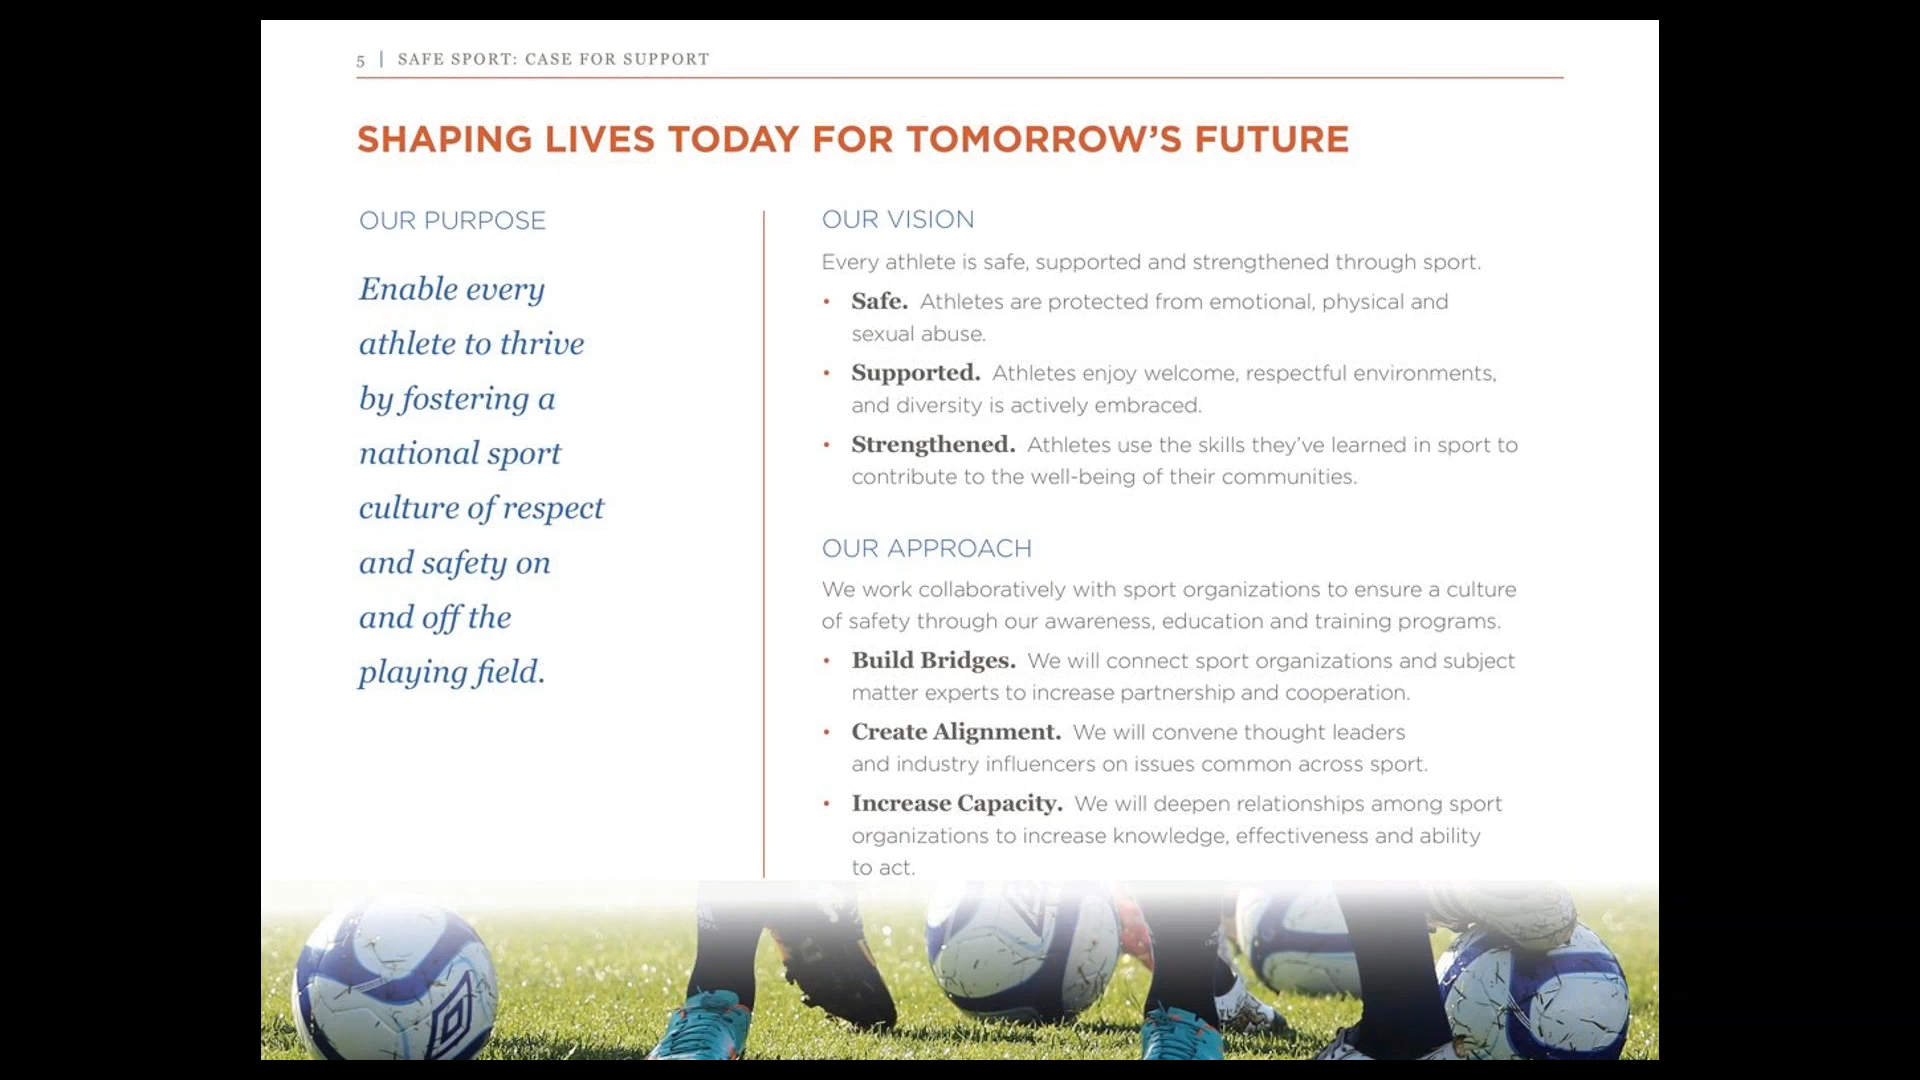 5 | SAFE SPORT: CASE FOR SUPPORT
SHAPING LIVES TODAY FOR TOMORROW'S FUTURE
OUR PURPOSE
Enable every
athlete to thrive
by fostering a
national sport
culture of respect
and safety on
and off the
playing field.
OUR VISION
Every athlete is safe, supported and strengthened through sport.
• Safe. Athletes are protected from emotional, physical and
sexual abuse.
• Supported. Athletes enjoy welcome, respectful environments,
and diversity is actively embraced.
• Strengthened. Athletes use the skills they've learned in sport to
contribute to the well-being of their communities.
OUR APPROACH
We work collaboratively with sport organizations to ensure a culture
of safety through our awareness, education and training programs.
• Build Bridges. We will connect sport organizations and subject
matter experts to increase partnership and cooperation.
• Create Alignment. We will convene thought leaders
and industry influencers on issues common across sport.
• Increase Capacity. We will deepen relationships among sport
organizations to increase knowledge, effectiveness and ability
to act.